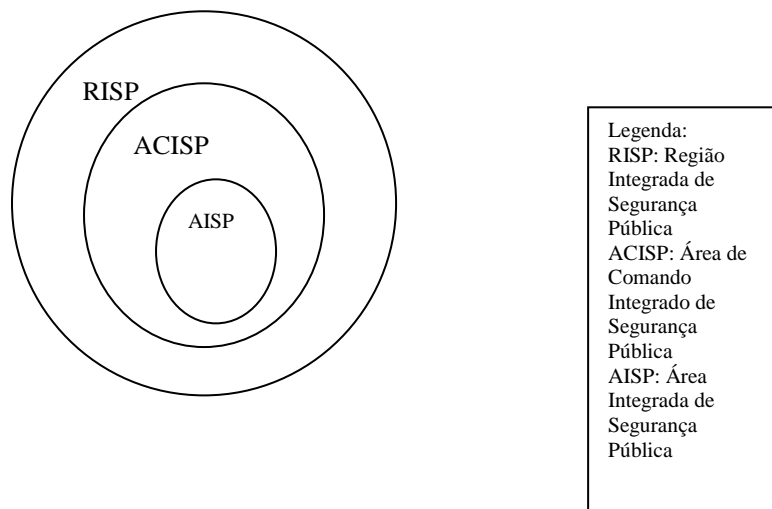 RISP
ACISP
AISP
Legenda:
RISP: Região
Integrada de
Segurança
Pública
ACISP: Área de
Comando
Integrado de
Segurança
Pública
AISP: Área
Integrada de
Segurança
Pública